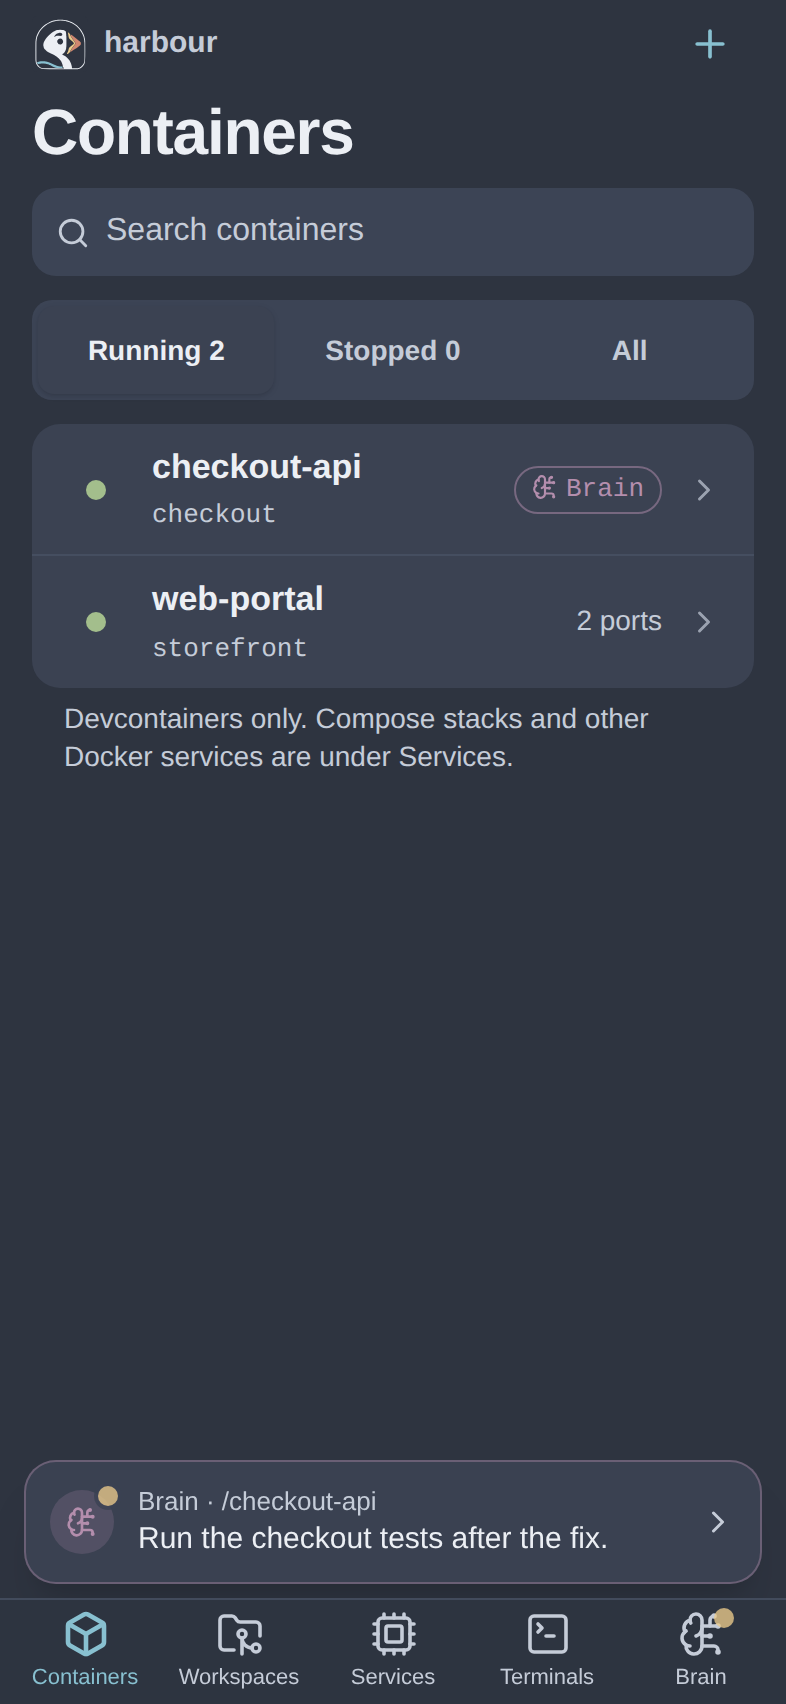 harbour
Containers
Search containers
Running 2
Stopped 0
All
checkout-api
checkout
Brain
web-portal
storefront
2 ports
Devcontainers only. Compose stacks and other
Docker services are under Services.
Brain · /checkout-api
Run the checkout tests after the fix.
Containers
Workspaces
Services
Terminals
Brain